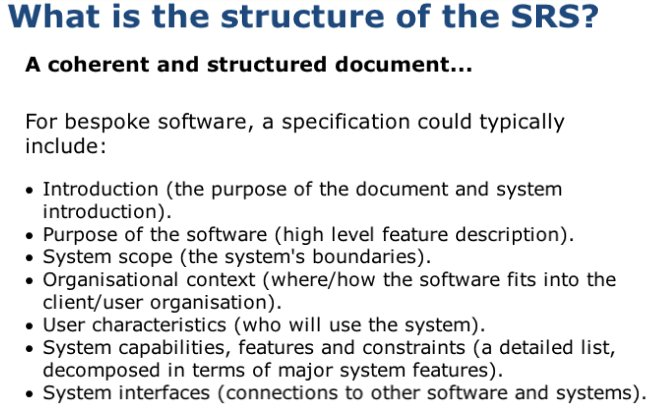 What is the structure of the SRS?
A coherent and structured document...
For bespoke software, a specification could typically
include:
• Introduction (the purpose of the document and system
introduction).
• Purpose of the software (high level feature description).
• System scope (the system's boundaries).
• Organisational context (where/how the software fits into the
client/user organisation).
• User characteristics (who will use the system).
• System capabilities, features and constraints (a detailed list,
decomposed in terms of major system features).
• System interfaces (connections to other software and systems).